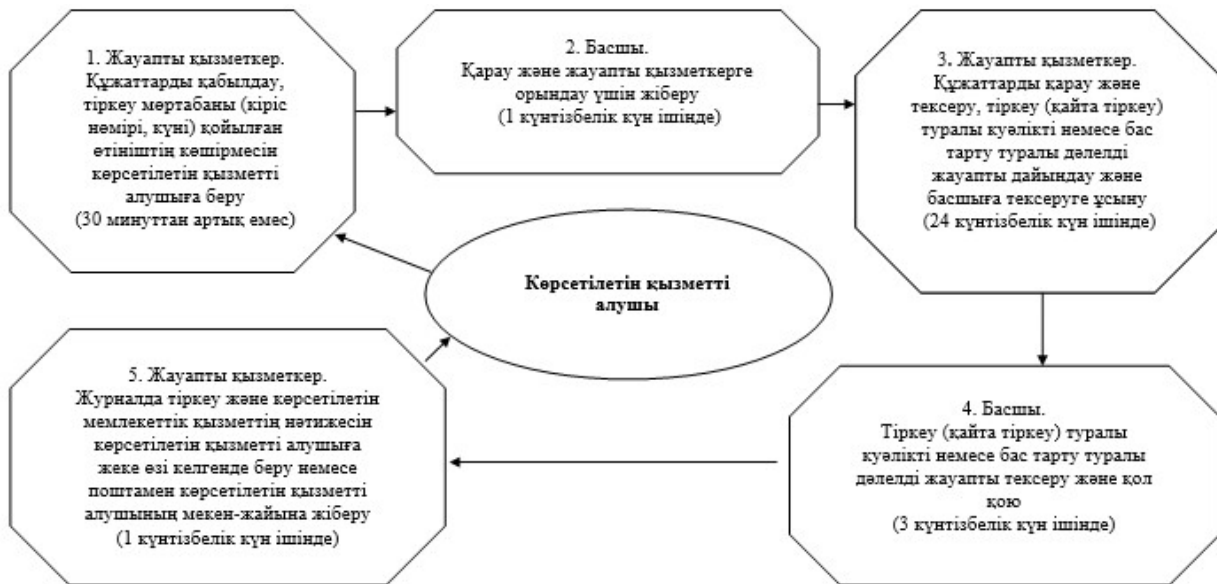 1. Жауапты қызметкер.
Құжаттарды қабылдау,
тіркеу мөртабаны (кіріс
нөмірі, күні) қойылған
өтініштің көшірмесін
көрсетілетін қызметті
алушыға беру
(30 минуттан артық емес)
2. Басшы.
Қарау және жауапты қызметкерге
орындау үшін жіберу
(1 күнтізбелік күн ішінде)
3. Жауапты қызметкер.
Құжаттарды қарау және
тексеру, тіркеу (қайта тіркеу)
туралы куәлікті немесе бас
тарту туралы дәлелді
жауапты дайындау және
басшыға тексеруге ұсыну
(24 күнтізбелік күн ішінде)
Көрсетілетін қызметті
алушы
5. Жауапты қызметкер.
Журналда тіркеу және көрсетілетін
мемлекеттік қызметтің нәтижесін
көрсетілетін қызметті алушыға
жеке өзі келгенде беру немесе
поштамен көрсетілетін қызметті
алушының мекен-жайына жіберу
(1 күнтізбелік күн ішінде)
4. Басшы.
Тіркеу (қайта тіркеу) туралы
куәлікті немесе бас тарту туралы
дәлелді жауапты тексеру және қол
қою
(3 күнтізбелік күн ішінде)